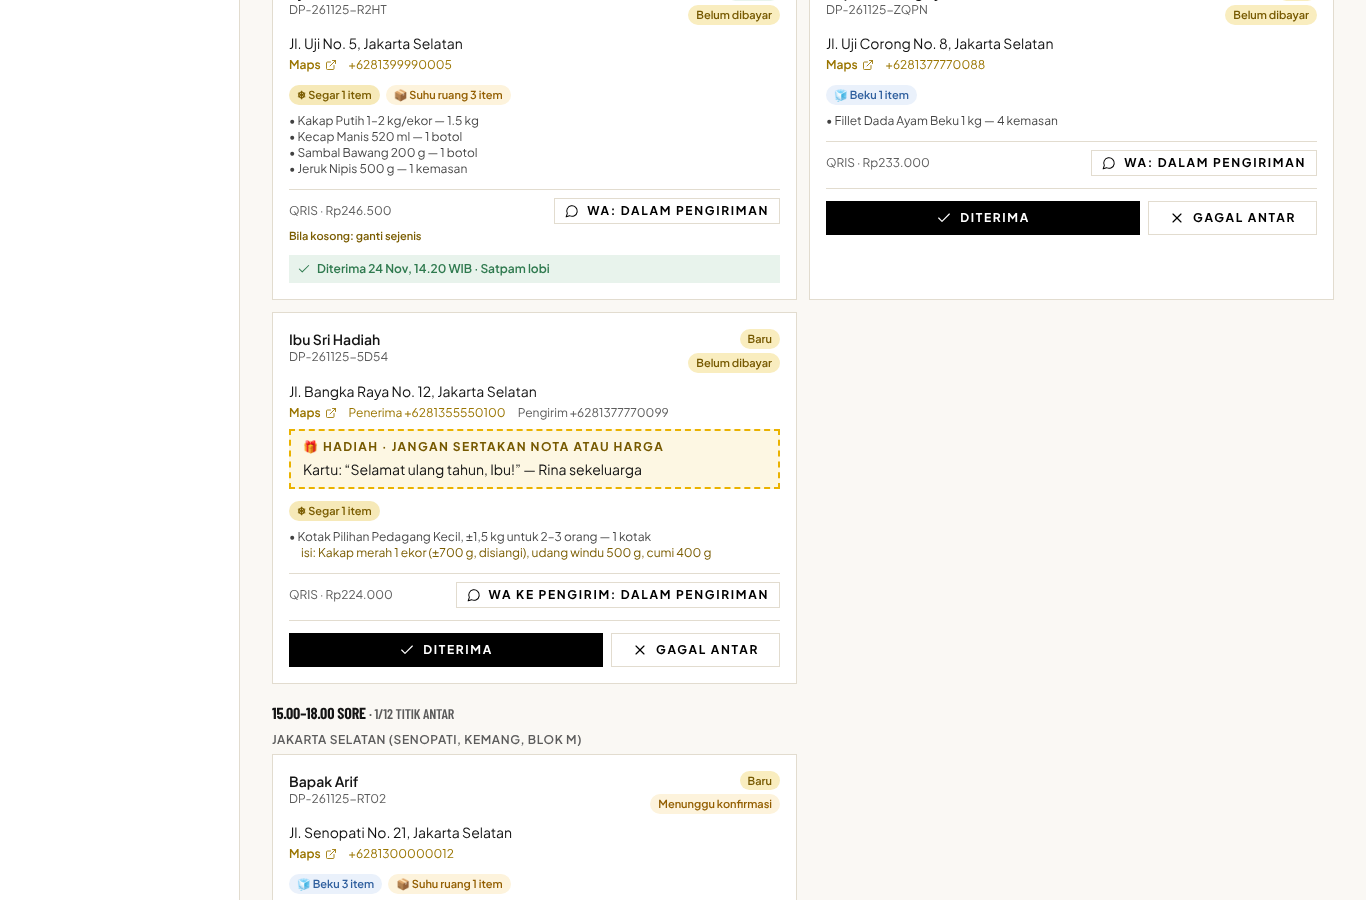 DP-261125-R2HT
Belum dibayar
Jl. Uji No. 5, Jakarta Selatan
Maps +6281399990005
Segar 1 item Suhu ruang 3 item
• Kakap Putih 1–2 kg/ekor — 1.5 kg
• Kecap Manis 520 ml — 1 botol
• Sambal Bawang 200 g — 1 botol
• Jeruk Nipis 500 g — 1 kemasan
QRIS · Rp246.500 WA: DALAM PENGIRIMAN
Bila kosong: ganti sejenis
Diterima 24 Nov, 14.20 WIB · Satpam lobi
DP-261125-ZQPN
Belum dibayar
Jl. Uji Corong No. 8, Jakarta Selatan
Maps +6281377770088
Beku 1 item
• Fillet Dada Ayam Beku 1 kg — 4 kemasan
QRIS · Rp233.000 WA: DALAM PENGIRIMAN
DITERIMA GAGAL ANTAR
Ibu Sri Hadiah Baru
DP-261125-5D54 Belum dibayar
Jl. Bangka Raya No. 12, Jakarta Selatan
Maps Penerima +6281355550100 Pengirim +6281377770099
HADIAH · JANGAN SERTAKAN NOTA ATAU HARGA
Kartu: “Selamat ulang tahun, Ibu!” — Rina sekeluarga
Segar 1 item
• Kotak Pilihan Pedagang Kecil, ±1,5 kg untuk 2–3 orang — 1 kotak
isi: Kakap merah 1 ekor (±700 g, disiangi), udang windu 500 g, cumi 400 g
QRIS · Rp224.000 WA KE PENGIRIM: DALAM PENGIRIMAN
DITERIMA GAGAL ANTAR
15.00–18.00 SORE · 1/12 TITIK ANTAR
JAKARTA SELATAN (SENOPATI, KEMANG, BLOK M)
Bapak Arif Baru
DP-261125-RT02 Menunggu konfirmasi
Jl. Senopati No. 21, Jakarta Selatan
Maps +6281300000012
Beku 3 item Suhu ruang 1 item